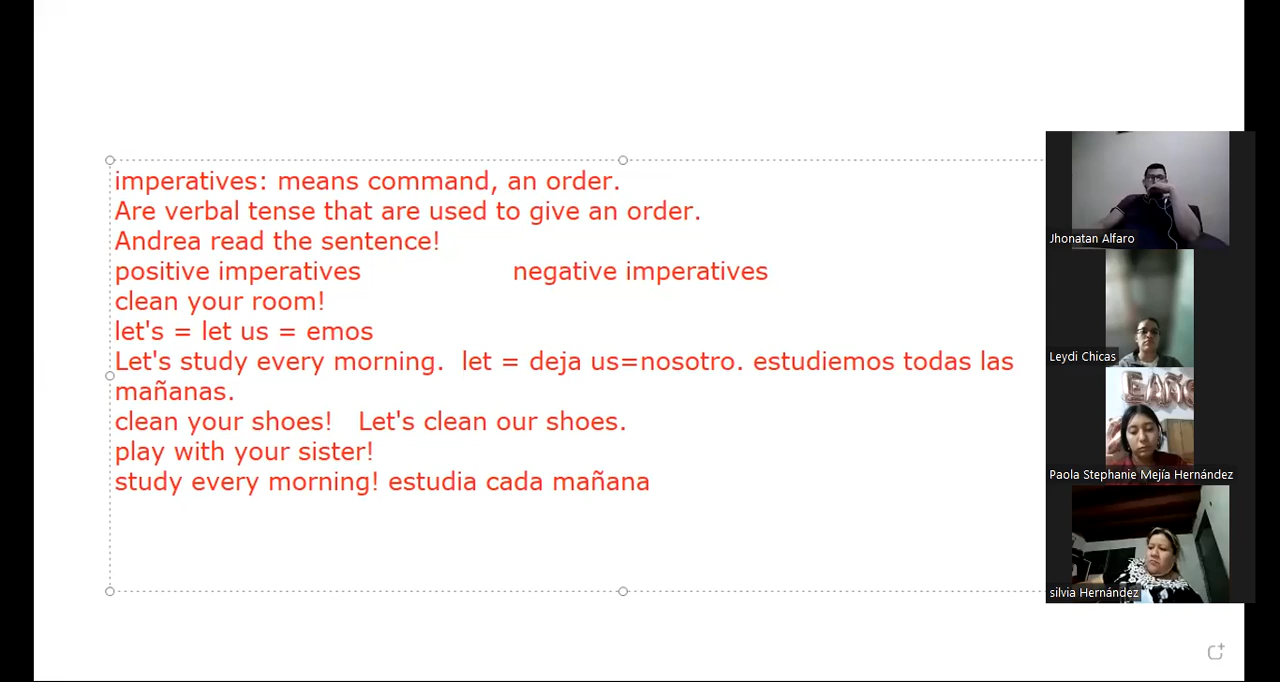 imperatives: means command, an order.
Are verbal tense that are used to give an order.
Andrea read the sentence!
positive imperatives negative imperatives
clean your room!
let's = let us = emos
Let's study every morning. let = deja us=nosotro. estudiemos todas las
mañanas.
clean your shoes! Let's clean our shoes.
play with your sister!
study every morning! estudia cada mañana
Jhonatan Alfaro
Leydi Chicas
Paola Stephanie Mejía Hernández
silvia Hernández